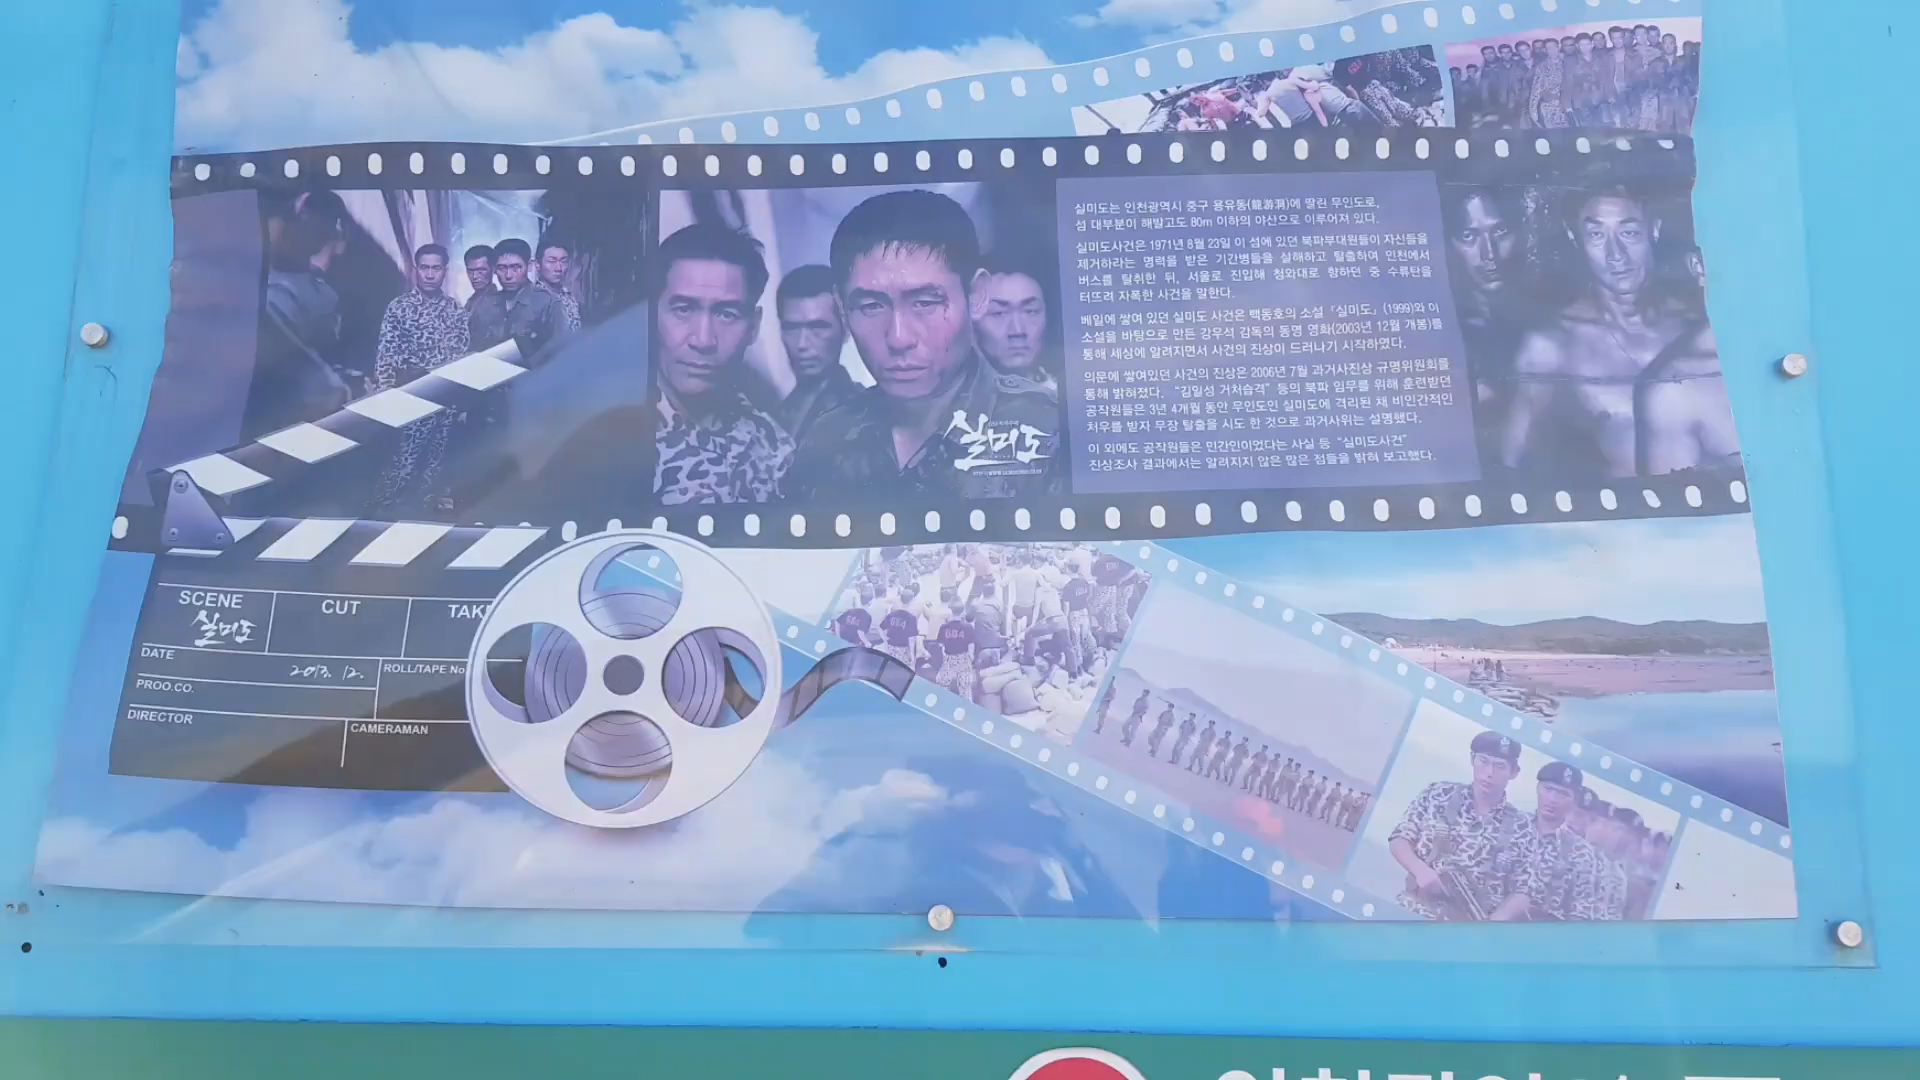 실미도는 인천광역시 중구 용유동(龍游洞)에 딸린 무인도로,
섬 대부분이 해발고도 80m 이하의 야산으로 이루어져 있다.
실미도사건은 1971년 8월 23일 이 섬에 있던 북파부대원들이 자신들을
제거하라는 명력을 받은 기간병들을 살해하고 탈출하여 인천에서
버스를 탈취한 뒤, 서울로 진입해 청와대로 향하던 중 수류탄을
터뜨려 자폭한 사건을 말한다.
베일에 쌓여 있던 실미도 사건은 백동호의 소설 『실미도』(1999)와 이
소설을 바탕으로 만든 강우석 감독의 동명 영화(2003년 12월 개봉)를
통해 세상에 알려지면서 사건의 진상이 드러나기 시작하였다.
의문에 쌓여있던 사건의 진상은 2006년 7월 과거사진상 규명위원회를
통해 밝혀졌다. "김일성 거처습격" 등의 북파 임무를 위해 훈련받던
공작원들은 3년 4개월 동안 무인도인 실미도에 격리된 채 비인간적인
처우를 받자 무장 탈출을 시도 한 것으로 과거사위는 설명했다.
이 외에도 공작원들은 민간인이었다는 사실 등 "실미도사건"
진상조사 결과에서는 알려지지 않은 많은 점들을 밝혀 보고했다.
실미도
SCENE CUT TAKE
실미도
DATE 2013. 12. ROLL/TAPE No
PROO.CO.
DIRECTOR CAMERAMAN
684 684 684